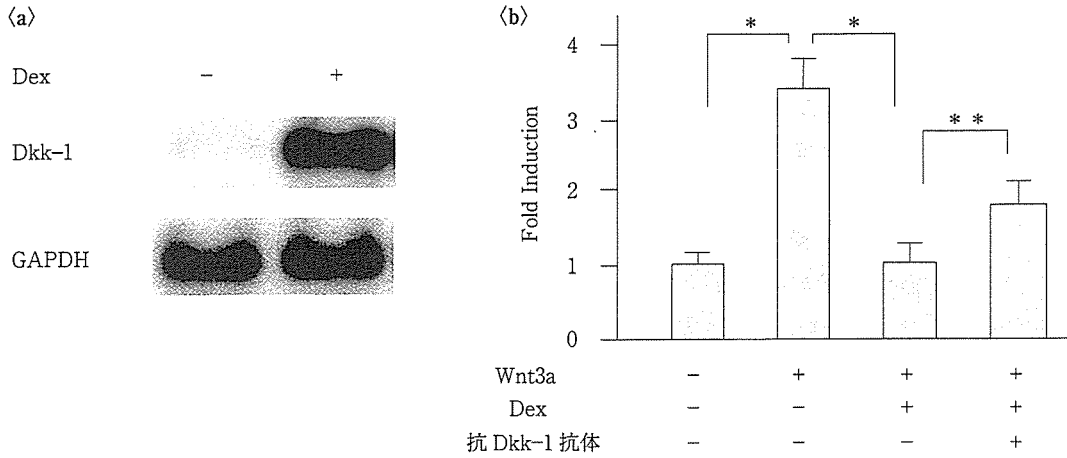 〈a〉
Dex − +
Dkk−1
GAPDH
〈b〉
Fold Induction
4
3
2
1
0
* *
* *
Wnt3a − + + +
Dex − − + +
抗 Dkk−1 抗体 − − − +